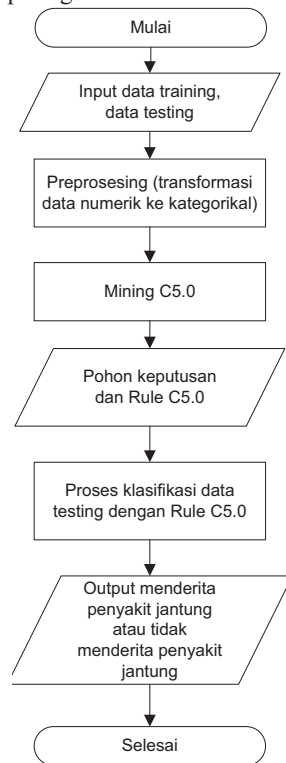 Mulai
Input data training,
data testing
Preprosesing (transformasi
data numerik ke kategorikal)
Mining C5.0
Pohon keputusan
dan Rule C5.0
Proses klasifikasi data
testing dengan Rule C5.0
Output menderita
penyakit jantung
atau tidak
menderita penyakit
jantung
Selesai